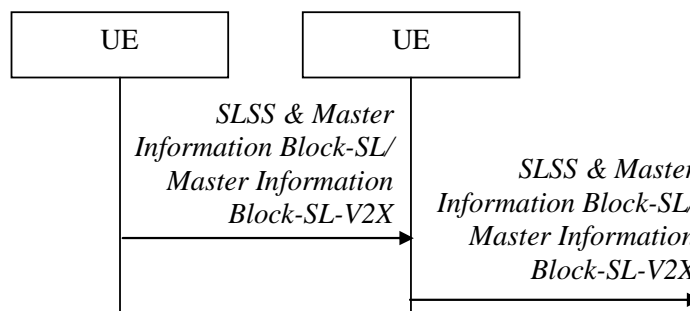 UE
UE
SLSS & Master
Information Block-SL/
Master Information
Block-SL-V2X
SLSS & Master
Information Block-SL/
Master Information
Block-SL-V2X